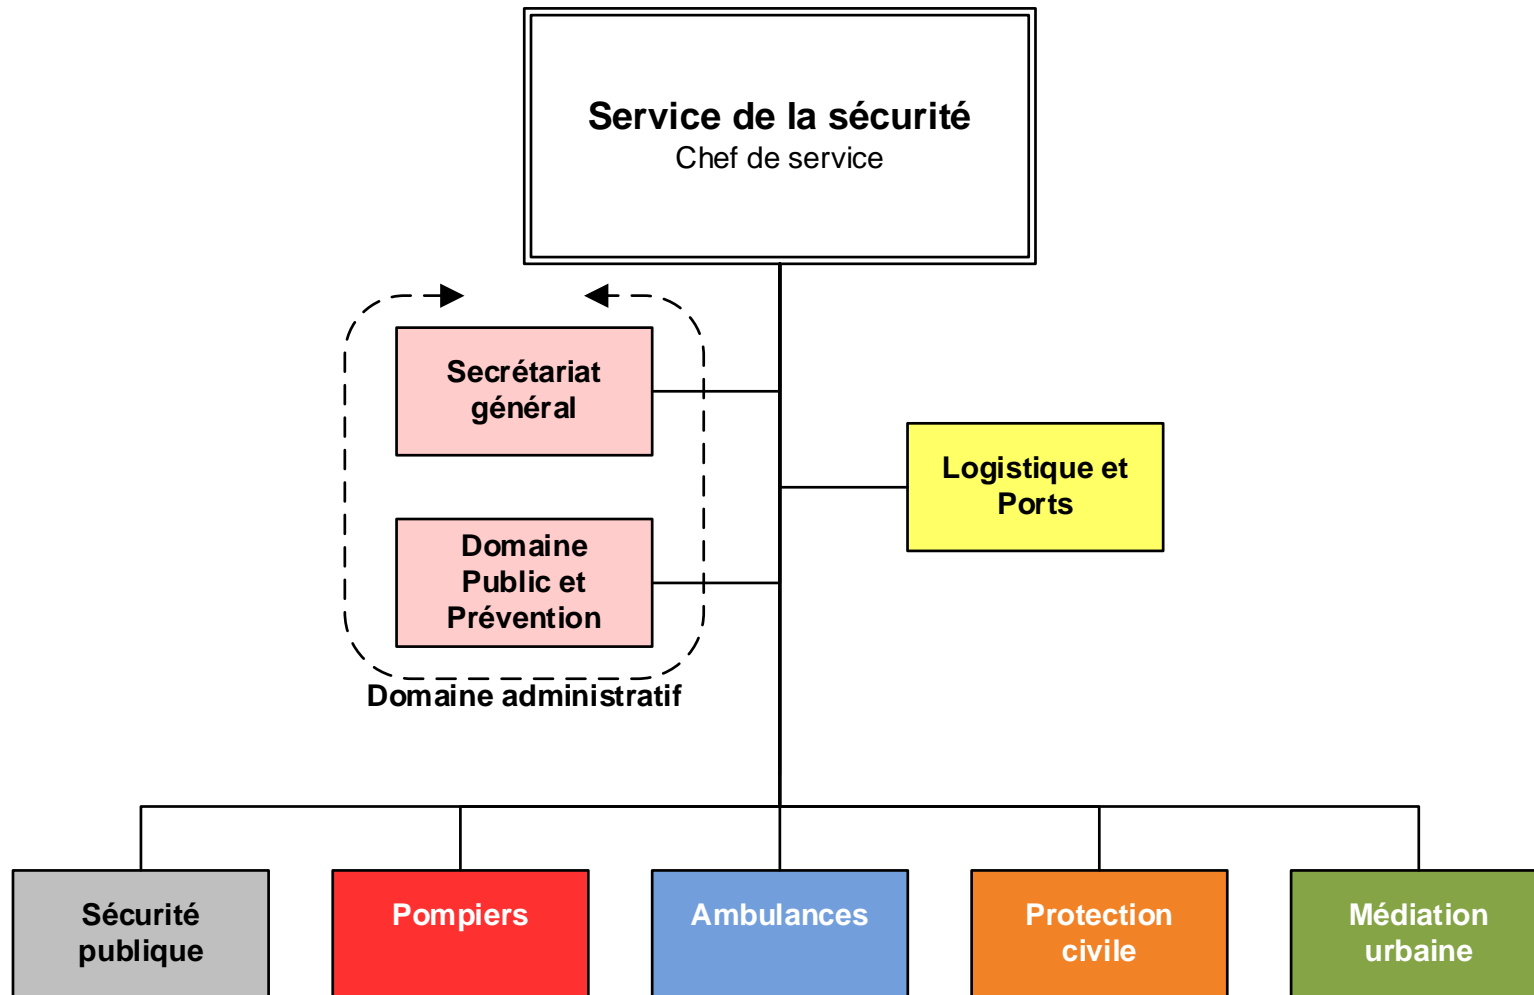 Service de la sécurité
Chef de service
Secrétariat
général
Logistique et
Ports
Domaine
Public et
Prévention
Domaine administratif
Sécurité
publique
Pompiers
Ambulances
Protection
civile
Médiation
urbaine